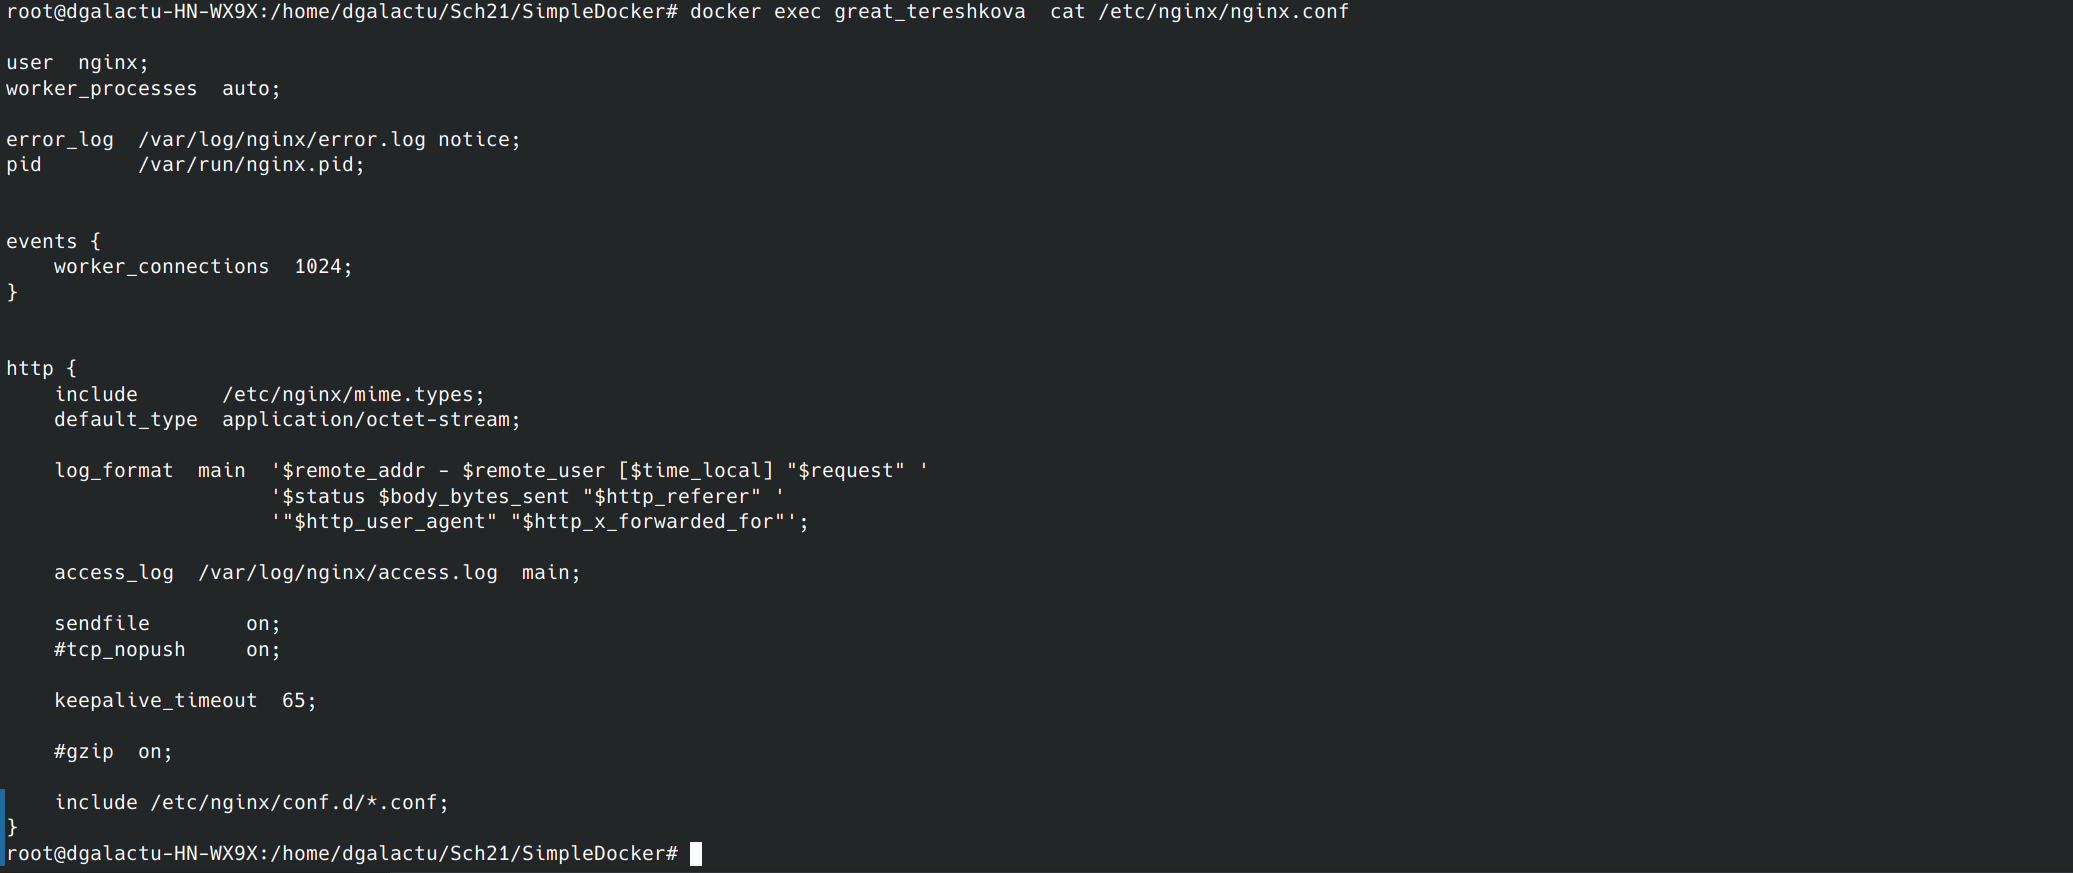 root@dgalactu-HN-WX9X:/home/dgalactu/Sch21/SimpleDocker# docker exec great_tereshkova  cat /etc/nginx/nginx.conf

user  nginx;
worker_processes  auto;

error_log  /var/log/nginx/error.log notice;
pid        /var/run/nginx.pid;


events {
    worker_connections  1024;
}


http {
    include       /etc/nginx/mime.types;
    default_type  application/octet-stream;

    log_format  main  '$remote_addr - $remote_user [$time_local] "$request" '
                      '$status $body_bytes_sent "$http_referer" '
                      '"$http_user_agent" "$http_x_forwarded_for"';

    access_log  /var/log/nginx/access.log  main;

    sendfile        on;
    #tcp_nopush     on;

    keepalive_timeout  65;

    #gzip  on;

    include /etc/nginx/conf.d/*.conf;
}
root@dgalactu-HN-WX9X:/home/dgalactu/Sch21/SimpleDocker#